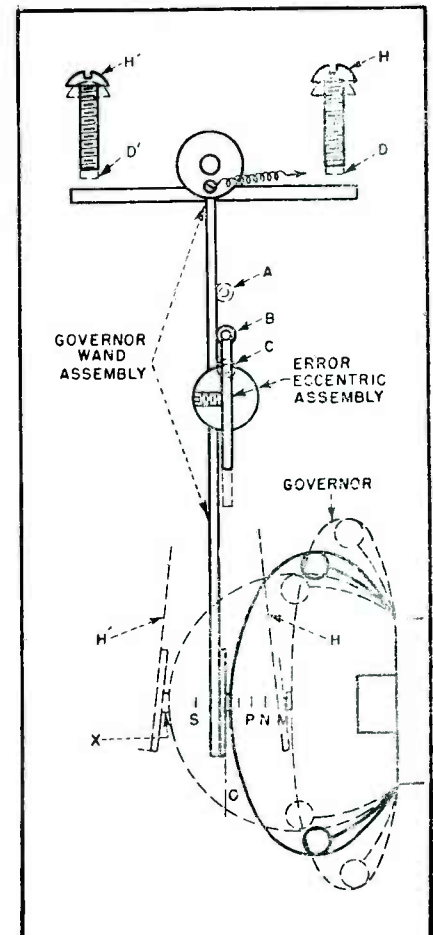 H'
H
D'
D
A
B
C
GOVERNOR
WAND
ASSEMBLY
ERROR
ECCENTRIC
ASSEMBLY
GOVERNOR
H'
H
S
P N M
X